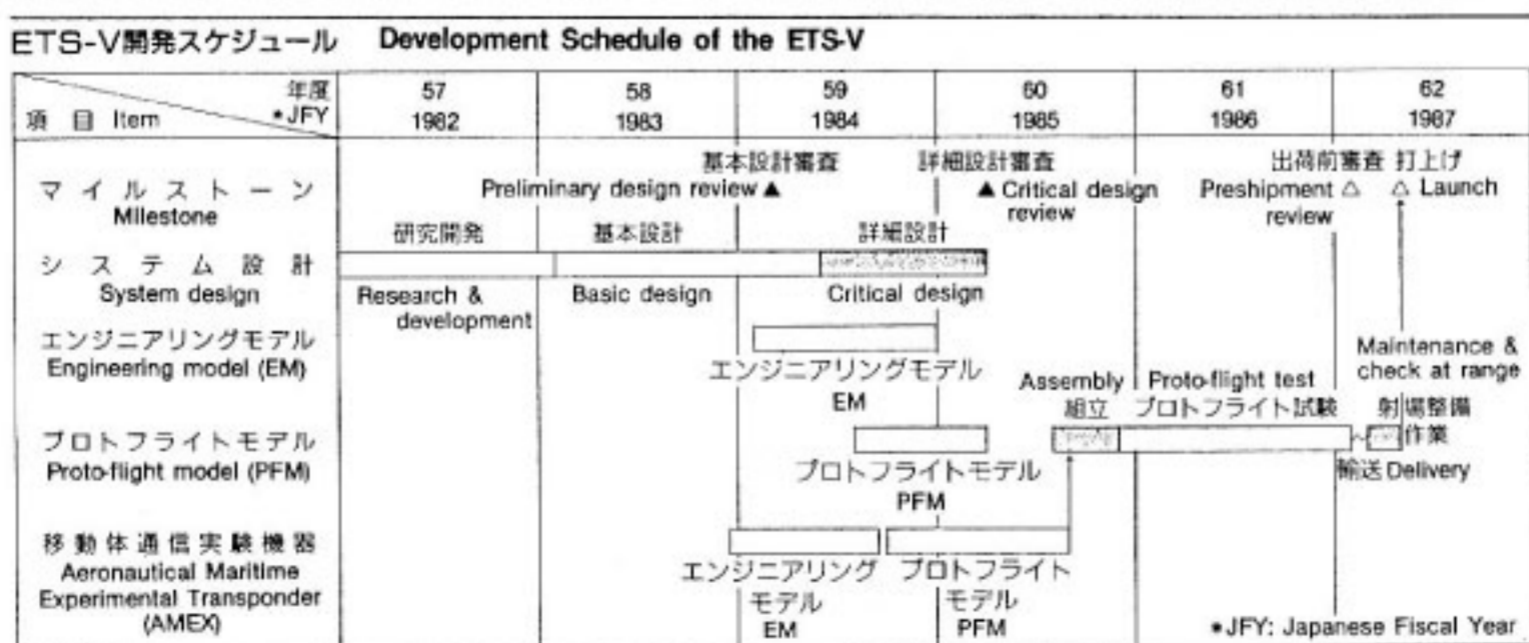 ETS-V開発スケジュール Development Schedule of the ETS-V
年度
*JFY
項 目 Item
57
1982
58
1983
59
1984
60
1985
61
1986
62
1987
マイルストーン
Milestone
基本設計審査
Preliminary design review ▲
詳細設計審査
▲ Critical design
review
出荷前審査
Preshipment △
review
打上げ
△ Launch
システム設計
System design
研究開発
Research &
development
基本設計
Basic design
詳細設計
Critical design
エンジニアリングモデル
Engineering model (EM)
エンジニアリングモデル
EM
プロトフライトモデル
Proto-flight model (PFM)
プロトフライトモデル
PFM
Assembly
組立
Proto-flight test
プロトフライト試験
Maintenance &
check at range
射場整備
作業
輸送 Delivery
移動体通信実験機器
Aeronautical Maritime
Experimental Transponder
(AMEX)
エンジニアリング
モデル
EM
プロトフライト
モデル
PFM
*JFY: Japanese Fiscal Year